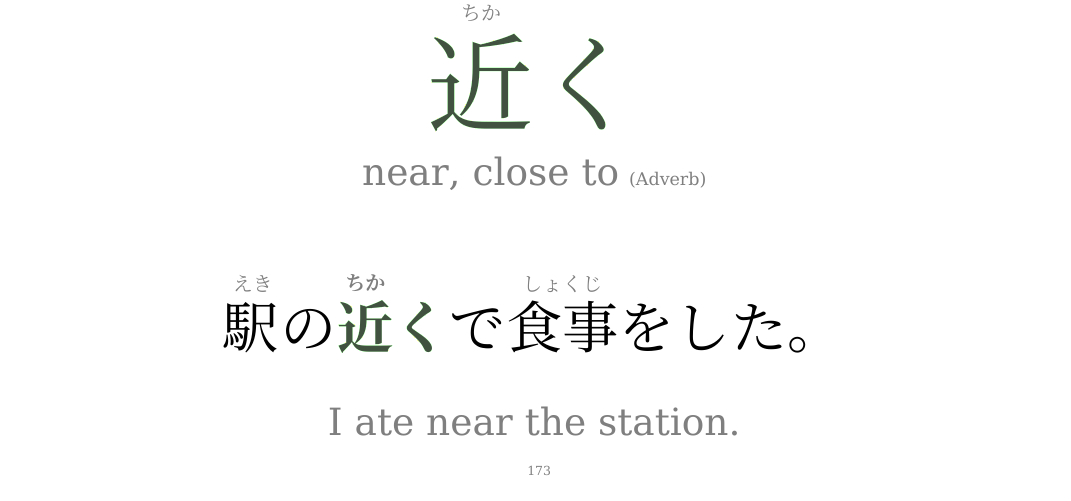 ちか
近く
near, close to (Adverb)
えき ちか しょくじ
駅の近くで食事をした。
I ate near the station.
173